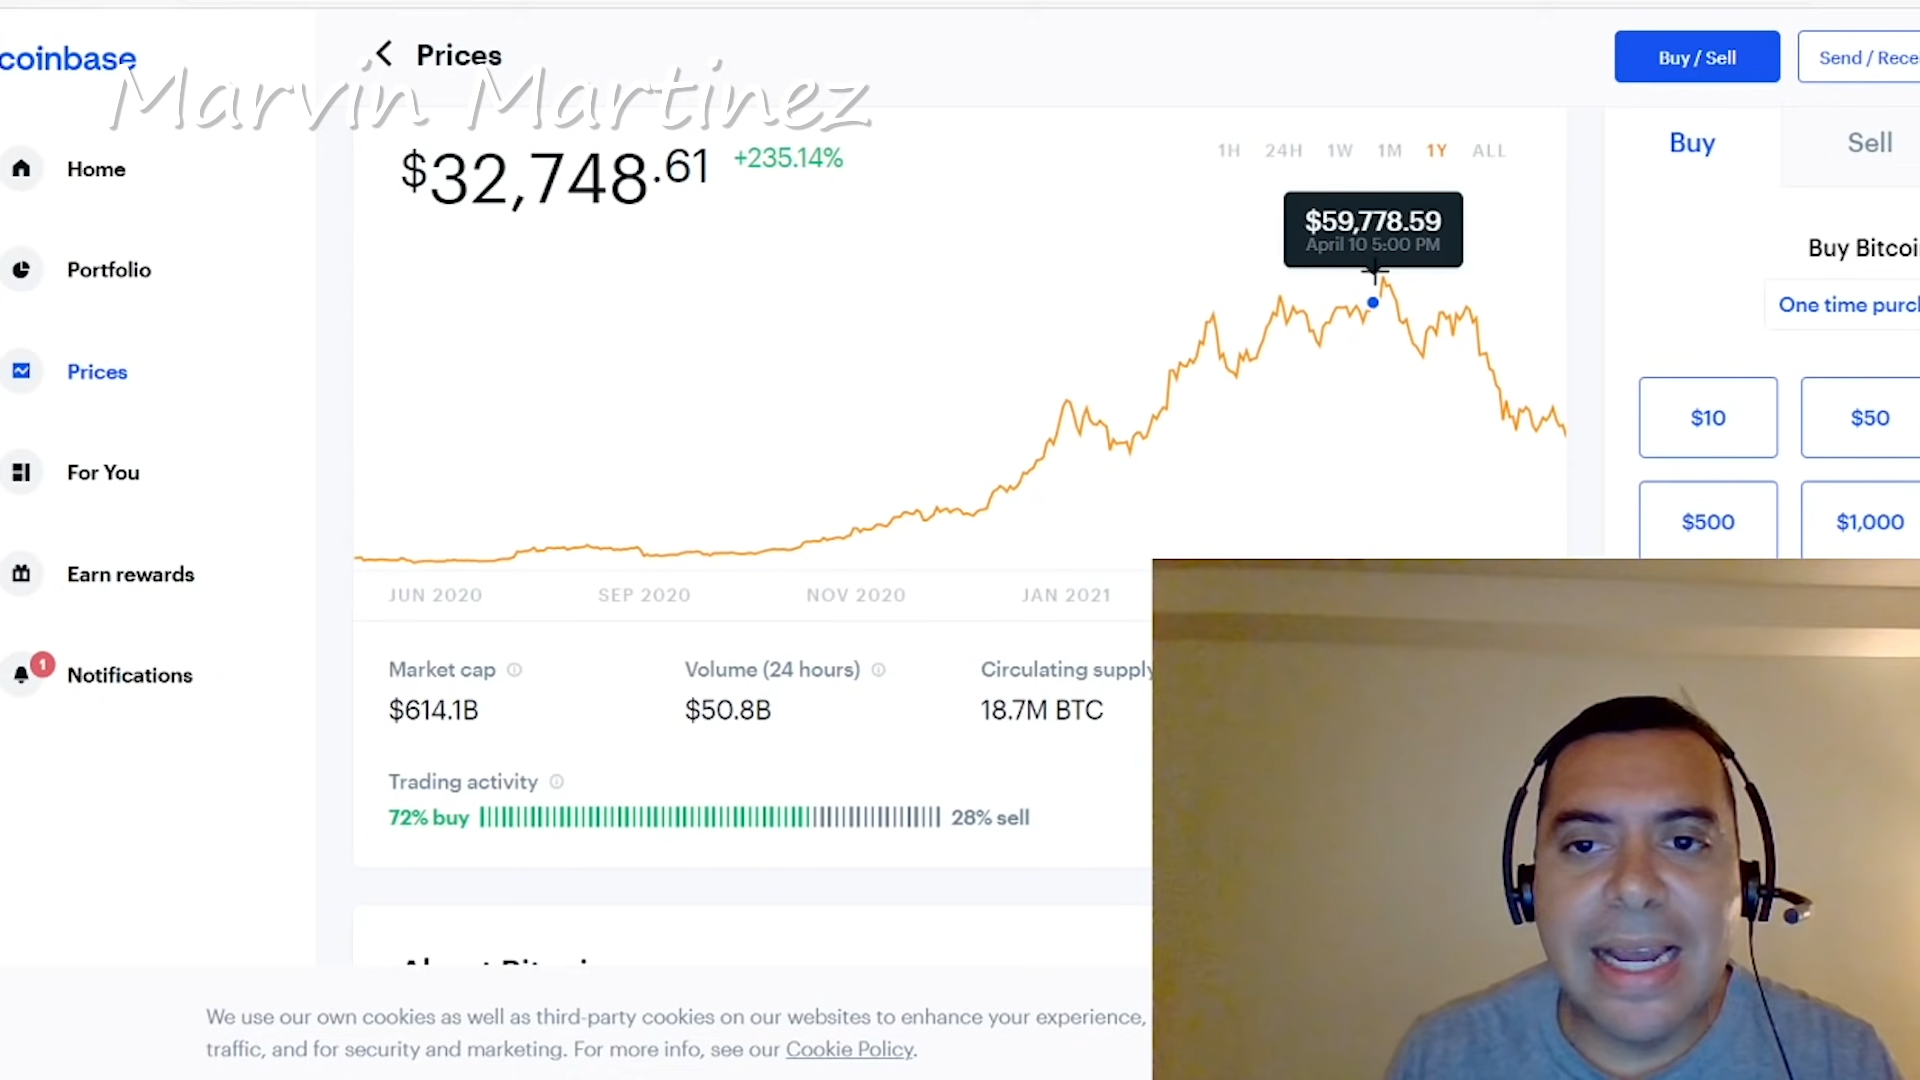 coinbase
Prices
Buy / Sell
Send / Rece
Marvin Martinez
Home
Portfolio
Prices
For You
Earn rewards
1
Notifications
$32,748.61 +235.14%
1H 24H 1W 1M 1Y ALL
$59,778.59
April 10 5:00 PM
JUN 2020 SEP 2020 NOV 2020 JAN 2021
Market cap
$614.1B
Volume (24 hours)
$50.8B
Circulating supply
18.7M BTC
Trading activity
72% buy 28% sell
Buy Sell
Buy Bitcoi
One time purc
$10 $50
$500 $1,000
We use our own cookies as well as third-party cookies on our websites to enhance your experience,
traffic, and for security and marketing. For more info, see our Cookie Policy.